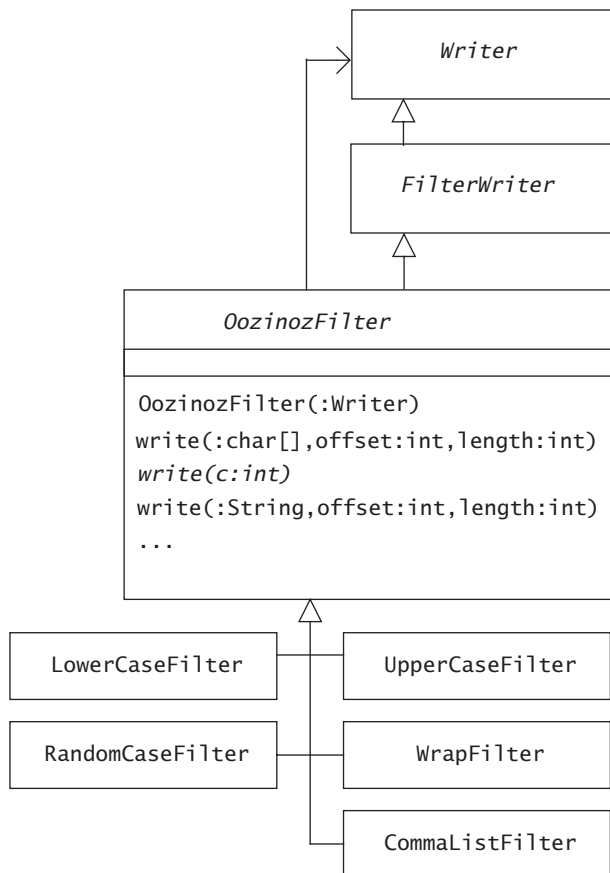 Writer
FilterWriter
OozinozFilter
OozinozFilter(:Writer)
write(:char[],offset:int,length:int)
write(c:int)
write(:String,offset:int,length:int)
...
LowerCaseFilter
UpperCaseFilter
RandomCaseFilter
WrapFilter
CommaListFilter